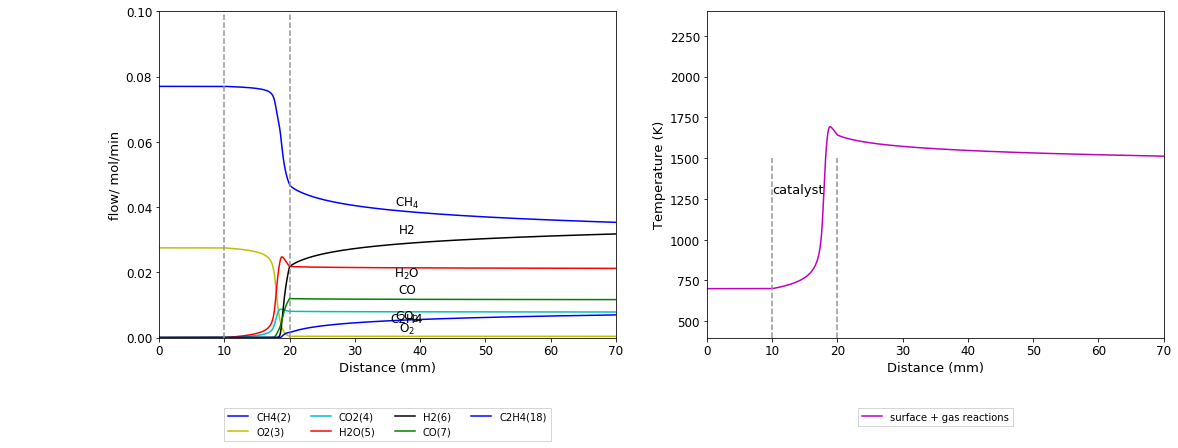 0.10
0.08
0.06
0.04
0.02
0.00
flow/ mol/min
CH₄
H2
H₂O
CO
O₂
0 10 20 30 40 50 60 70
Distance (mm)
CH4(2) CO2(4) H2(6) C2H4(18)
O2(3) H2O(5) CO(7)
2250
2000
1750
1500
1250
1000
750
500
Temperature (K)
catalyst
0 10 20 30 40 50 60 70
Distance (mm)
surface + gas reactions